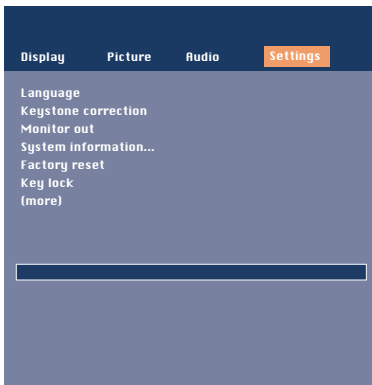 Display Picture Audio Settings
Language
Keystone correction
Monitor out
System information...
Factory reset
Key lock
(more)